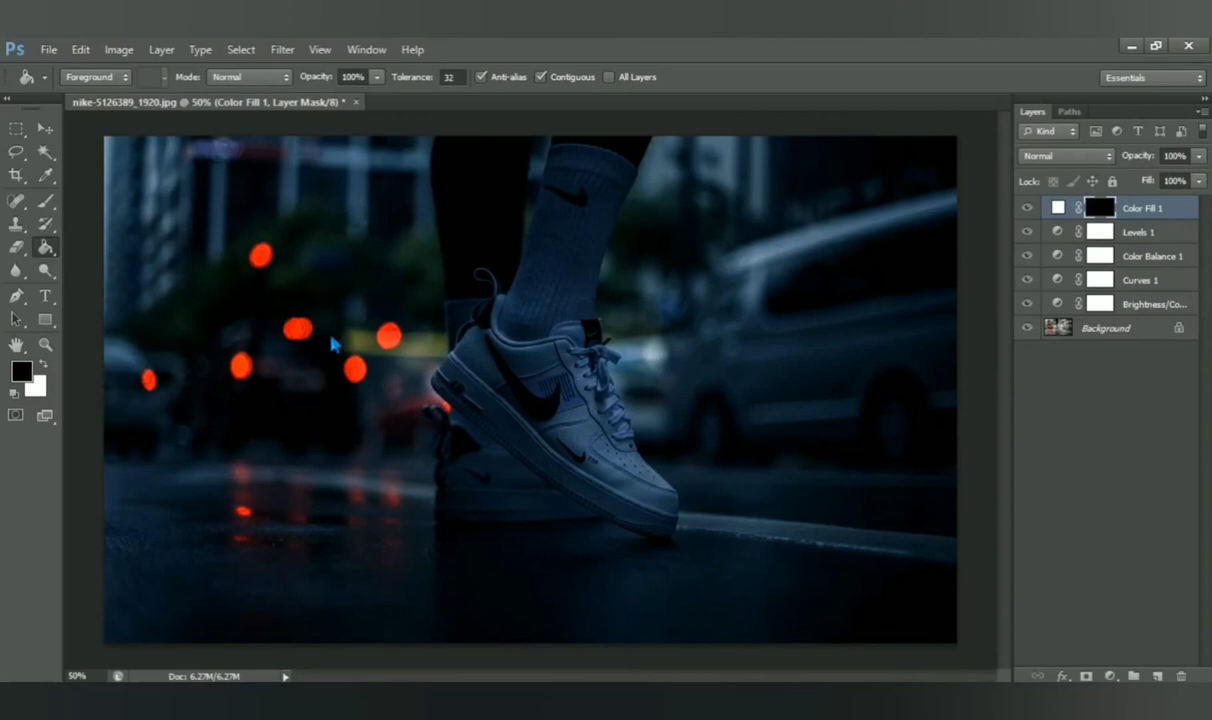 Ps File Edit Image Layer Type Select Filter View Window Help
Foreground Mode: Normal Opacity: 100% Tolerance: 32 Anti-alias Contiguous All Layers Essentials
nike-5126389_1920.jpg @ 50% (Color Fill 1, Layer Mask/8) * ×
Layers Paths
Kind
Normal Opacity: 100%
Lock: Fill: 100%
Color Fill 1
Levels 1
Color Balance 1
Curves 1
Brightness/Co...
Background
50% Doc: 6.27M/6.27M